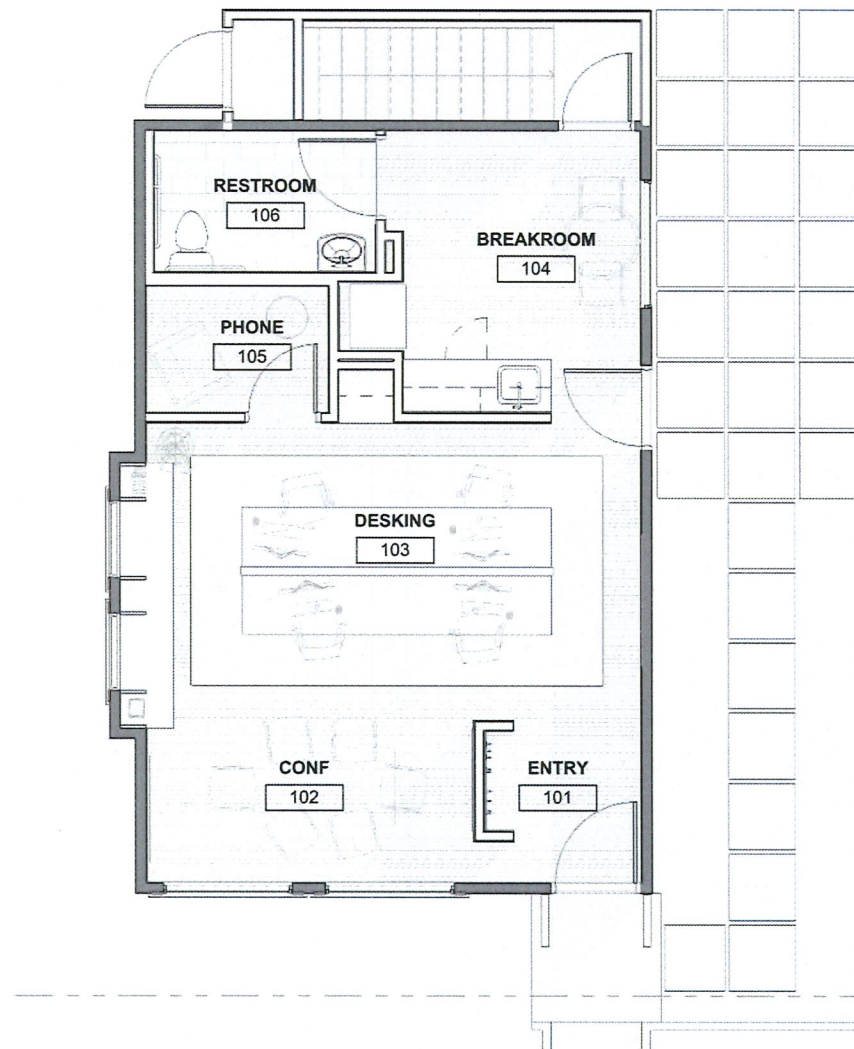 RESTROOM
106
BREAKROOM
104
PHONE
105
DESKING
103
CONF
102
ENTRY
101